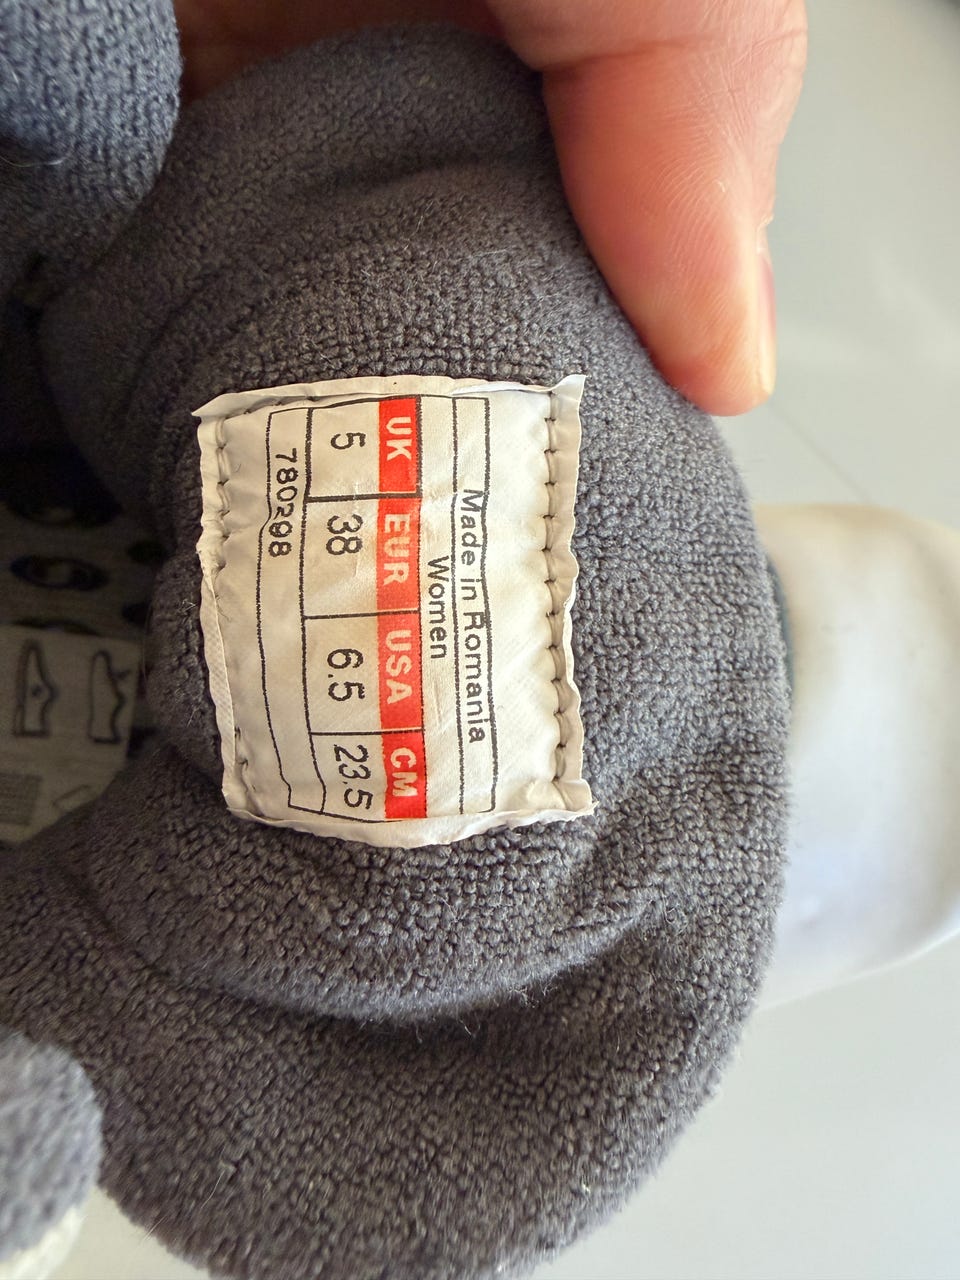 Made in Romania
Women
UK EUR USA CM
5 38 6.5 23.5
780298